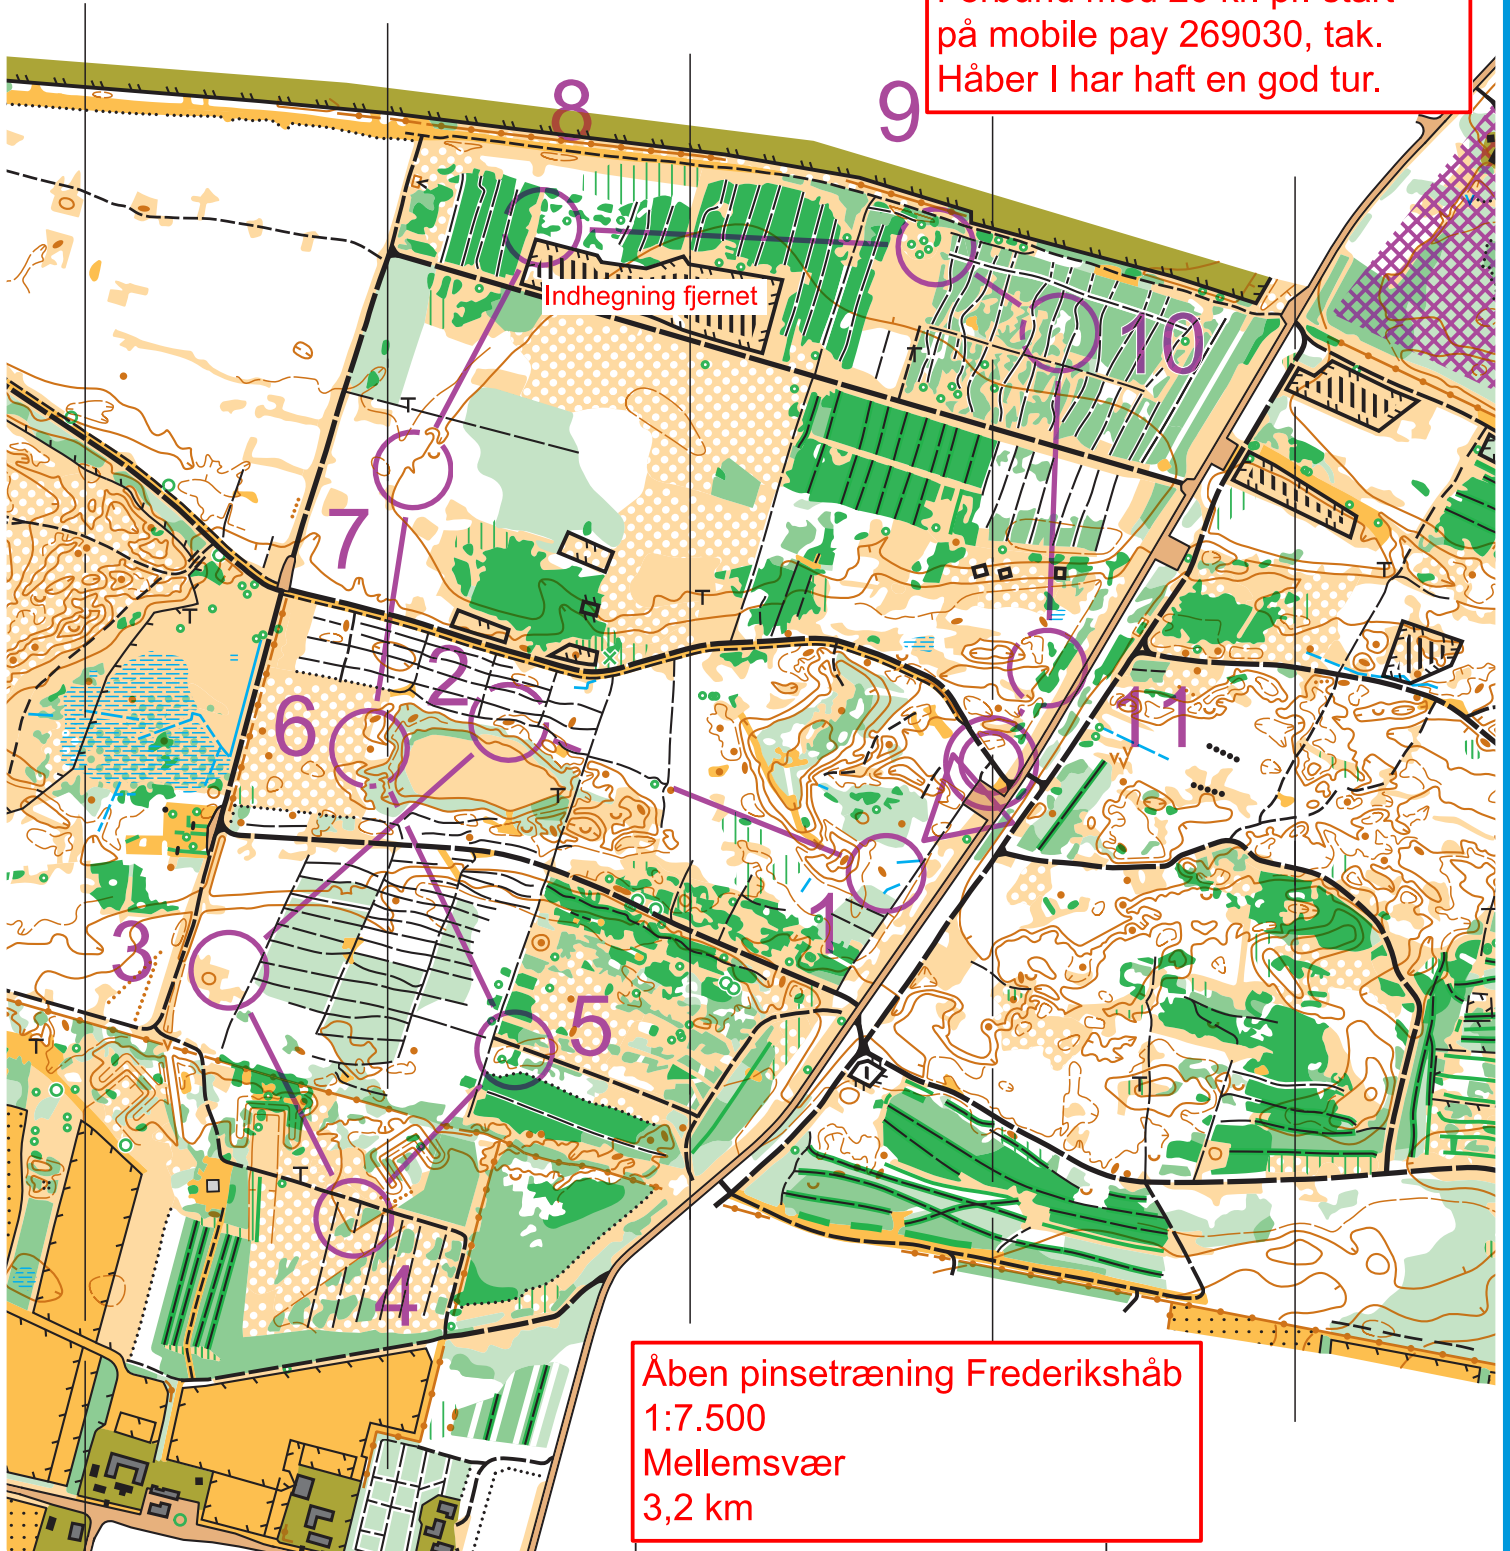 på mobile pay 269030, tak.
Håber I har haft en god tur.
8
9
Indhegning fjernet
10
7
2
6
11
1
3
5
4
Åben pinsetræning Frederikshåb
1:7.500
Mellemsvær
3,2 km